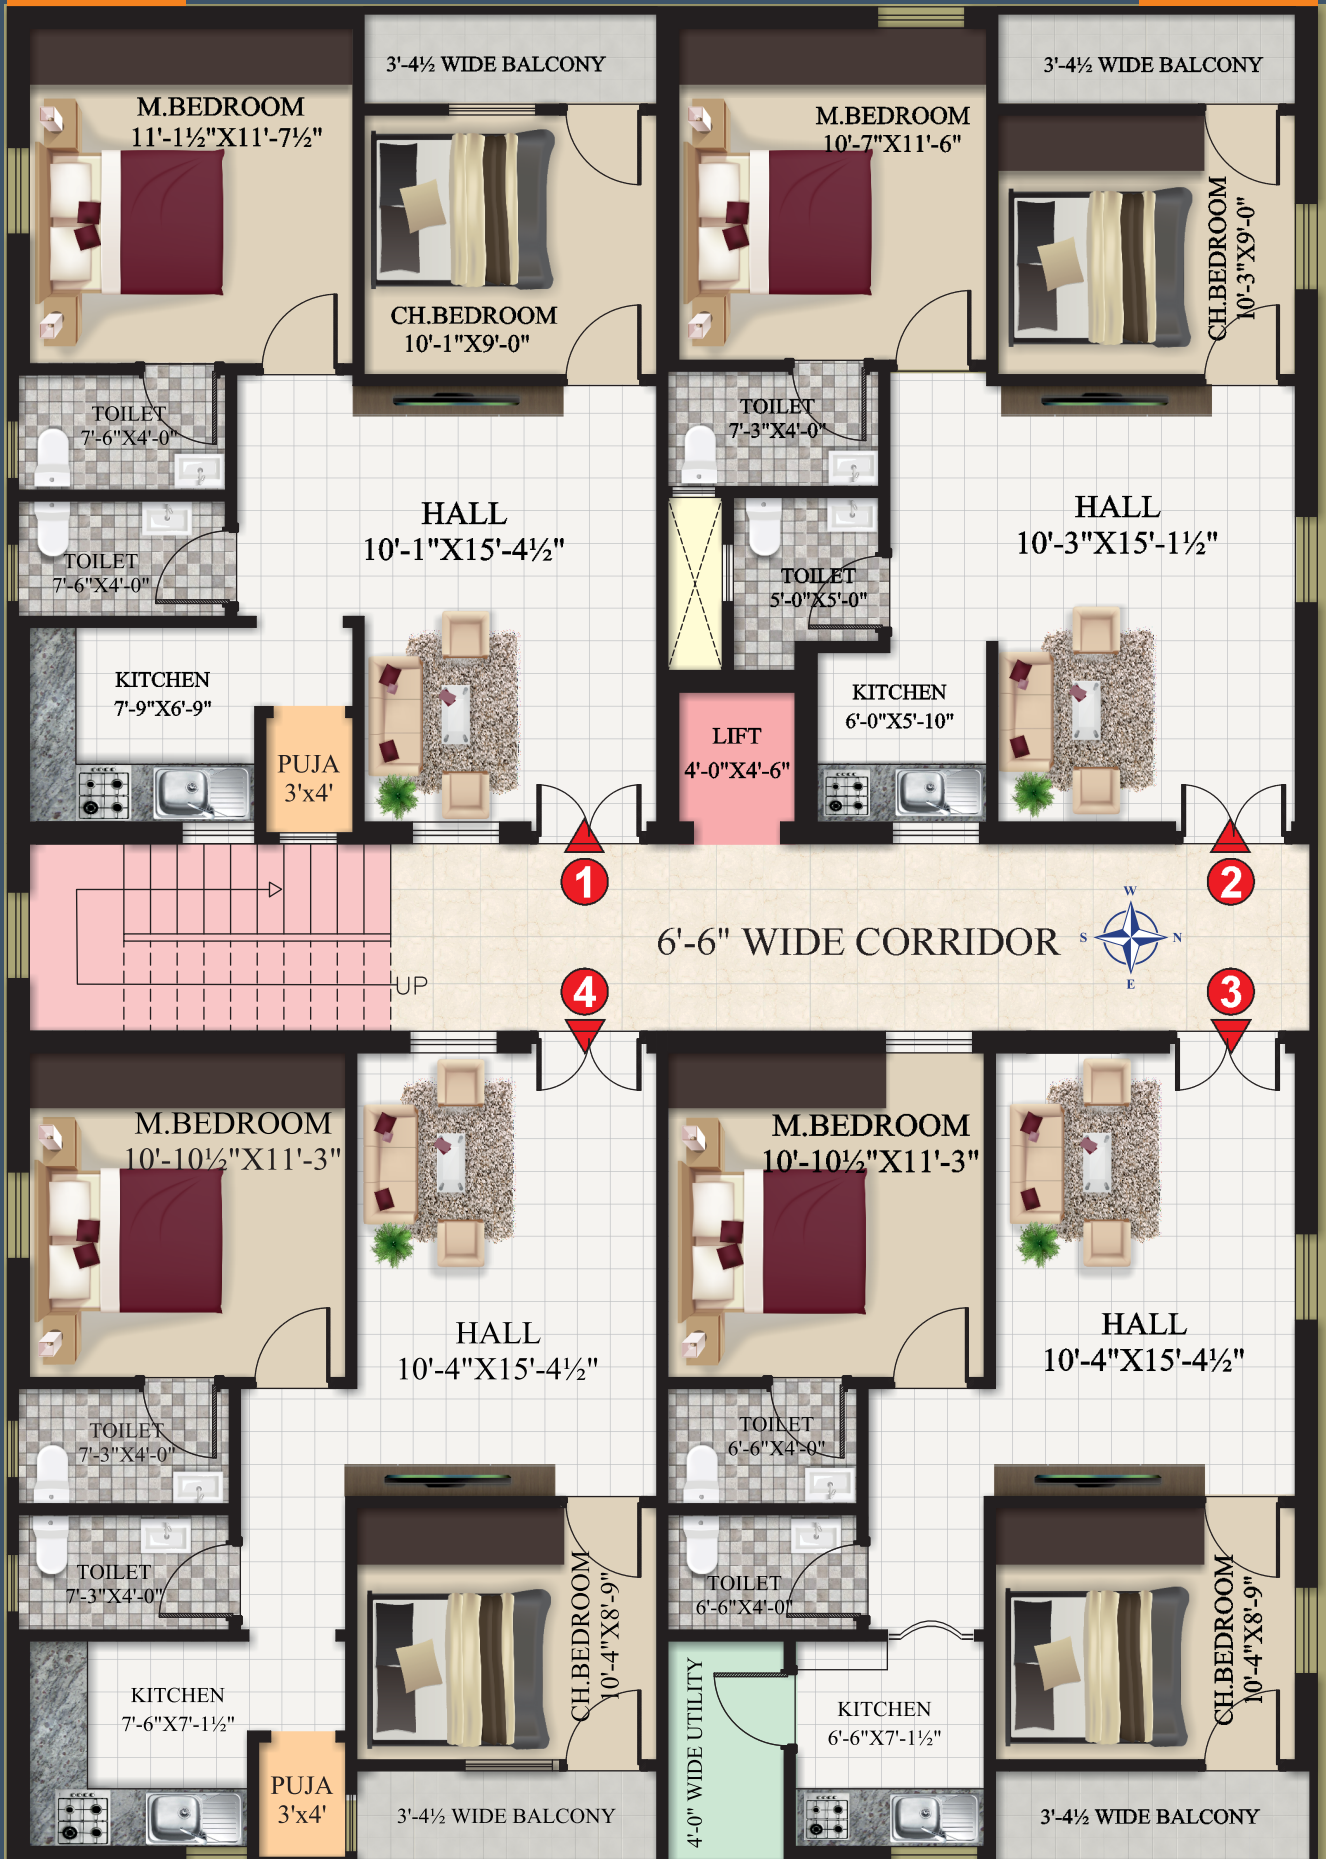 3'-4½ WIDE BALCONY
3'-4½ WIDE BALCONY
M.BEDROOM
11'-1½"X11'-7½"
M.BEDROOM
10'-7"X11'-6"
CH.BEDROOM
10'-1"X9'-0"
CH.BEDROOM
10'-3"X9'-0"
TOILET
7'-6"X4'-0"
TOILET
7'-3"X4'-0"
HALL
10'-1"X15'-4½"
HALL
10'-3"X15'-1½"
TOILET
7'-6"X4'-0"
TOILET
5'-0"X5'-0"
KITCHEN
7'-9"X6'-9"
KITCHEN
6'-0"X5'-10"
PUJA
3'x4'
LIFT
4'-0"X4'-6"
1
2
W
S
N
E
6'-6" WIDE CORRIDOR
UP
4
3
M.BEDROOM
10'-10½"X11'-3"
M.BEDROOM
10'-10½"X11'-3"
HALL
10'-4"X15'-4½"
HALL
10'-4"X15'-4½"
TOILET
7'-3"X4'-0"
TOILET
6'-6"X4'-0"
TOILET
7'-3"X4'-0"
TOILET
6'-6"X4'-0"
CH.BEDROOM
10'-4"X8'-9"
CH.BEDROOM
10'-4"X8'-9"
KITCHEN
7'-6"X7'-1½"
4'-0" WIDE UTILITY
KITCHEN
6'-6"X7'-1½"
PUJA
3'x4'
3'-4½ WIDE BALCONY
3'-4½ WIDE BALCONY